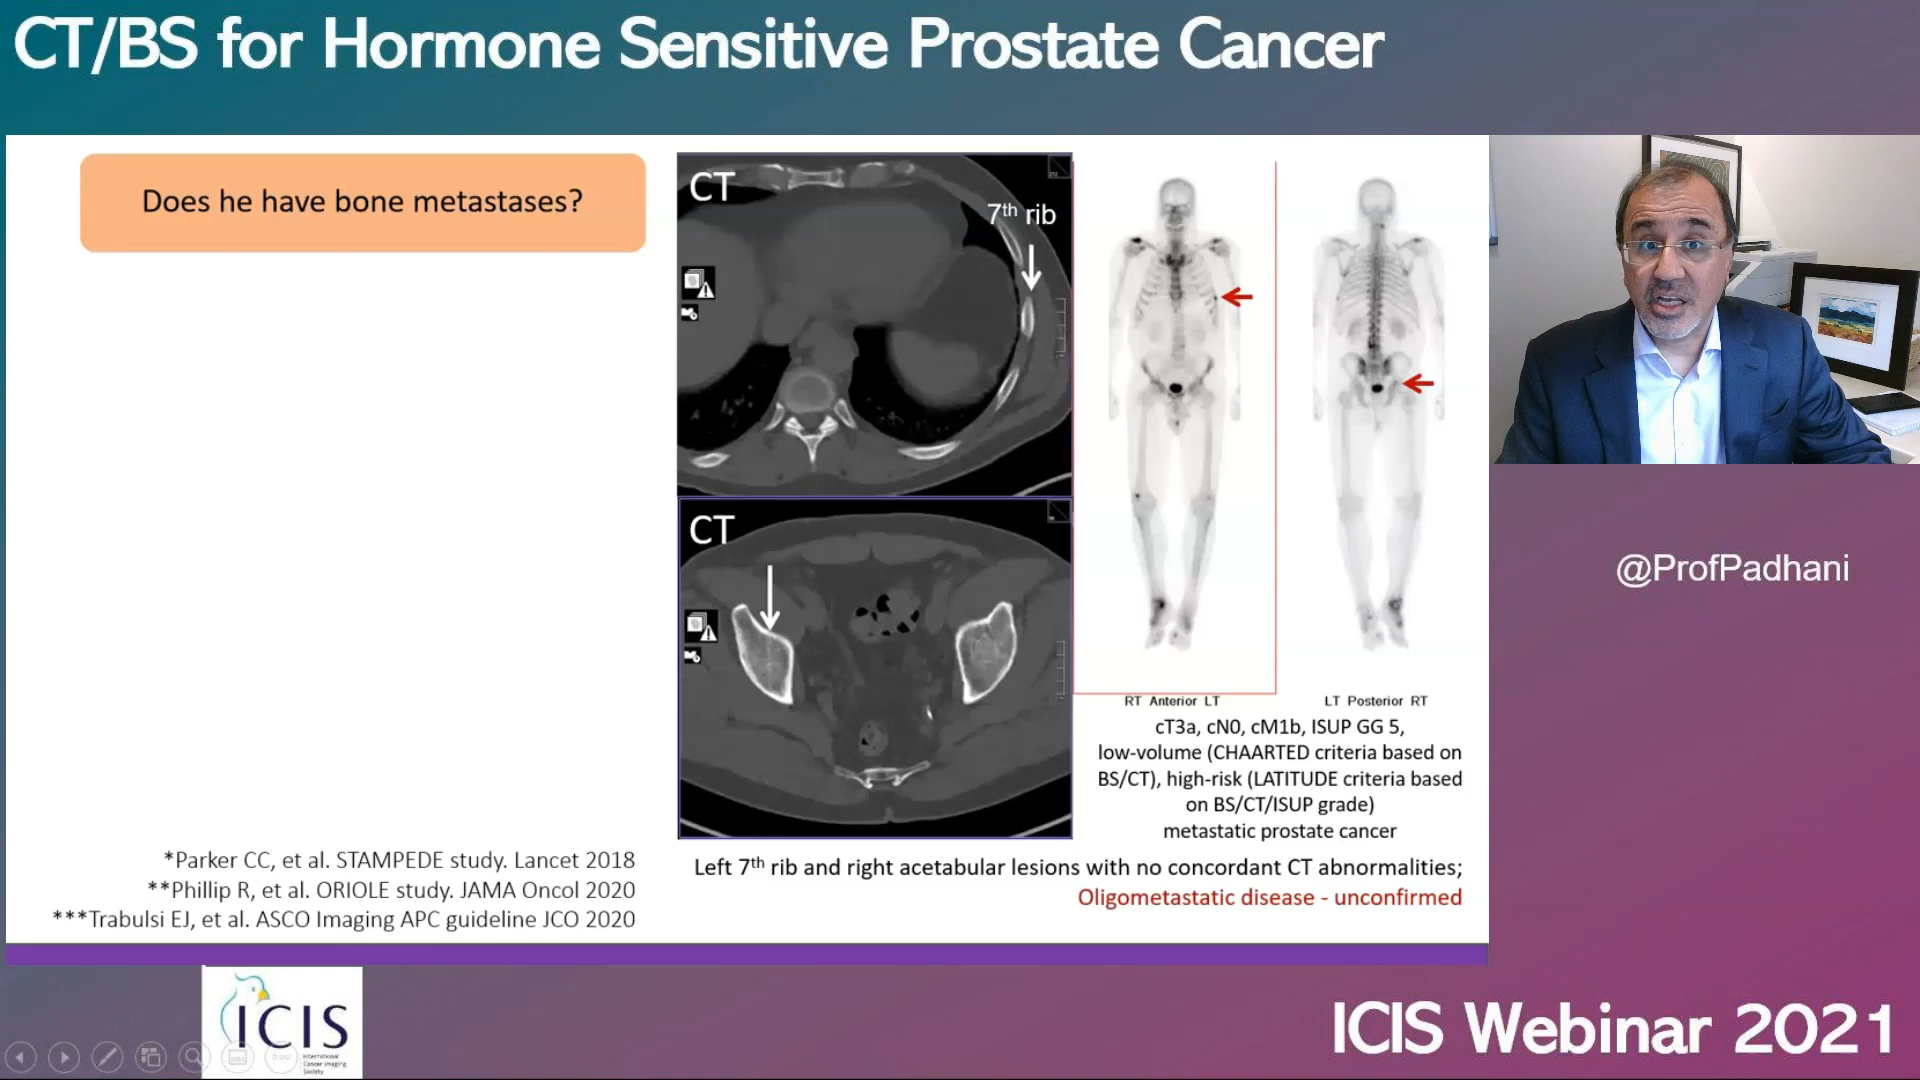 CT/BS for Hormone Sensitive Prostate Cancer
Does he have bone metastases?
CT
7th rib
CT
RT Anterior LT
LT Posterior RT
cT3a, cN0, cM1b, ISUP GG 5,
low-volume (CHAARTED criteria based on
BS/CT), high-risk (LATITUDE criteria based
on BS/CT/ISUP grade)
metastatic prostate cancer
Left 7th rib and right acetabular lesions with no concordant CT abnormalities;
Oligometastatic disease - unconfirmed
*Parker CC, et al. STAMPEDE study. Lancet 2018
**Phillip R, et al. ORIOLE study. JAMA Oncol 2020
***Trabulsi EJ, et al. ASCO Imaging APC guideline JCO 2020
@ProfPadhani
ICIS
International
Cancer Imaging
Society
ICIS Webinar 2021